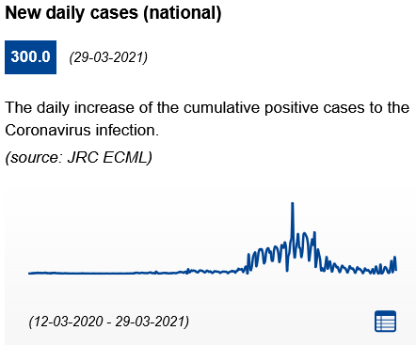 New daily cases (national)
300.0 (29-03-2021)
The daily increase of the cumulative positive cases to the
Coronavirus infection.
(source: JRC ECML)
(12-03-2020 - 29-03-2021)